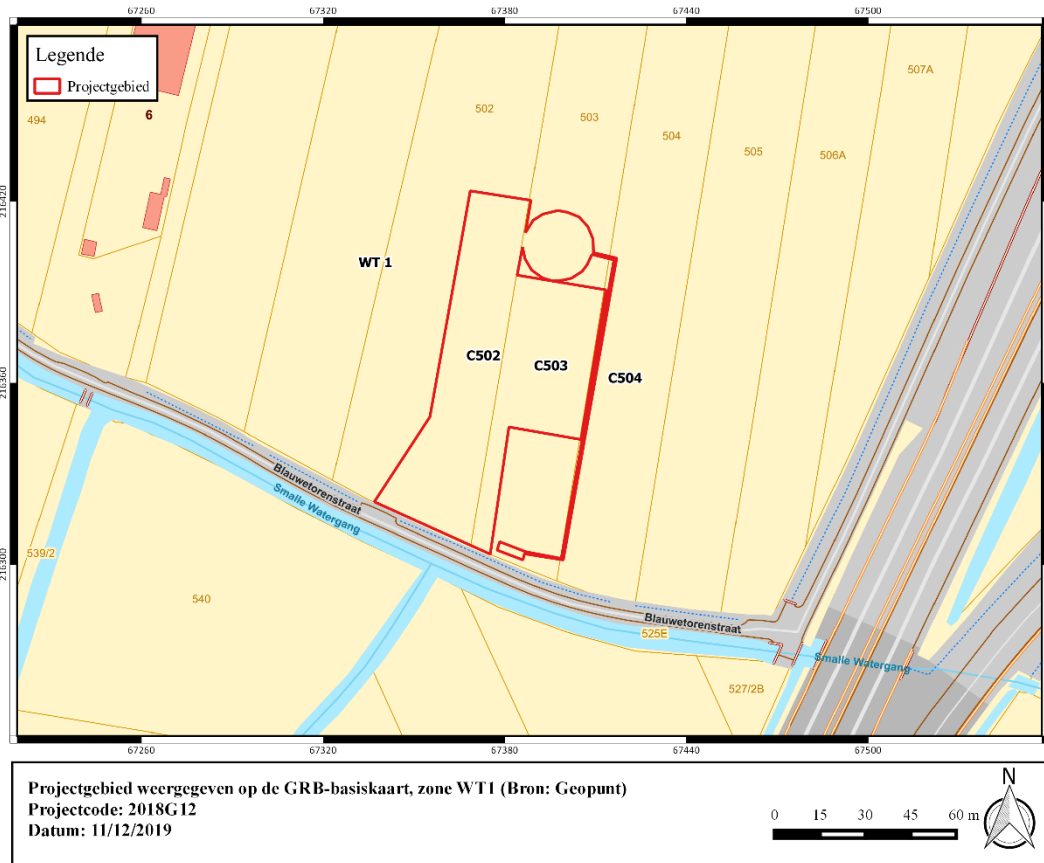 67260 67320 67380 67440 67500
Legende
Projectgebied
507A
502
503
494
6
504
505
506A
216420
WT 1
C502
C503
C504
216360
Blauwetorenstraat
Smalle Watergang
539/2
216300
540
Blauwetorenstraat
525E
Smalle Watergang
527/2B
67260 67320 67380 67440 67500
Projectgebied weergegeven op de GRB-basiskaart, zone WT1 (Bron: Geopunt)
Projectcode: 2018G12
Datum: 11/12/2019
N
0 15 30 45 60 m